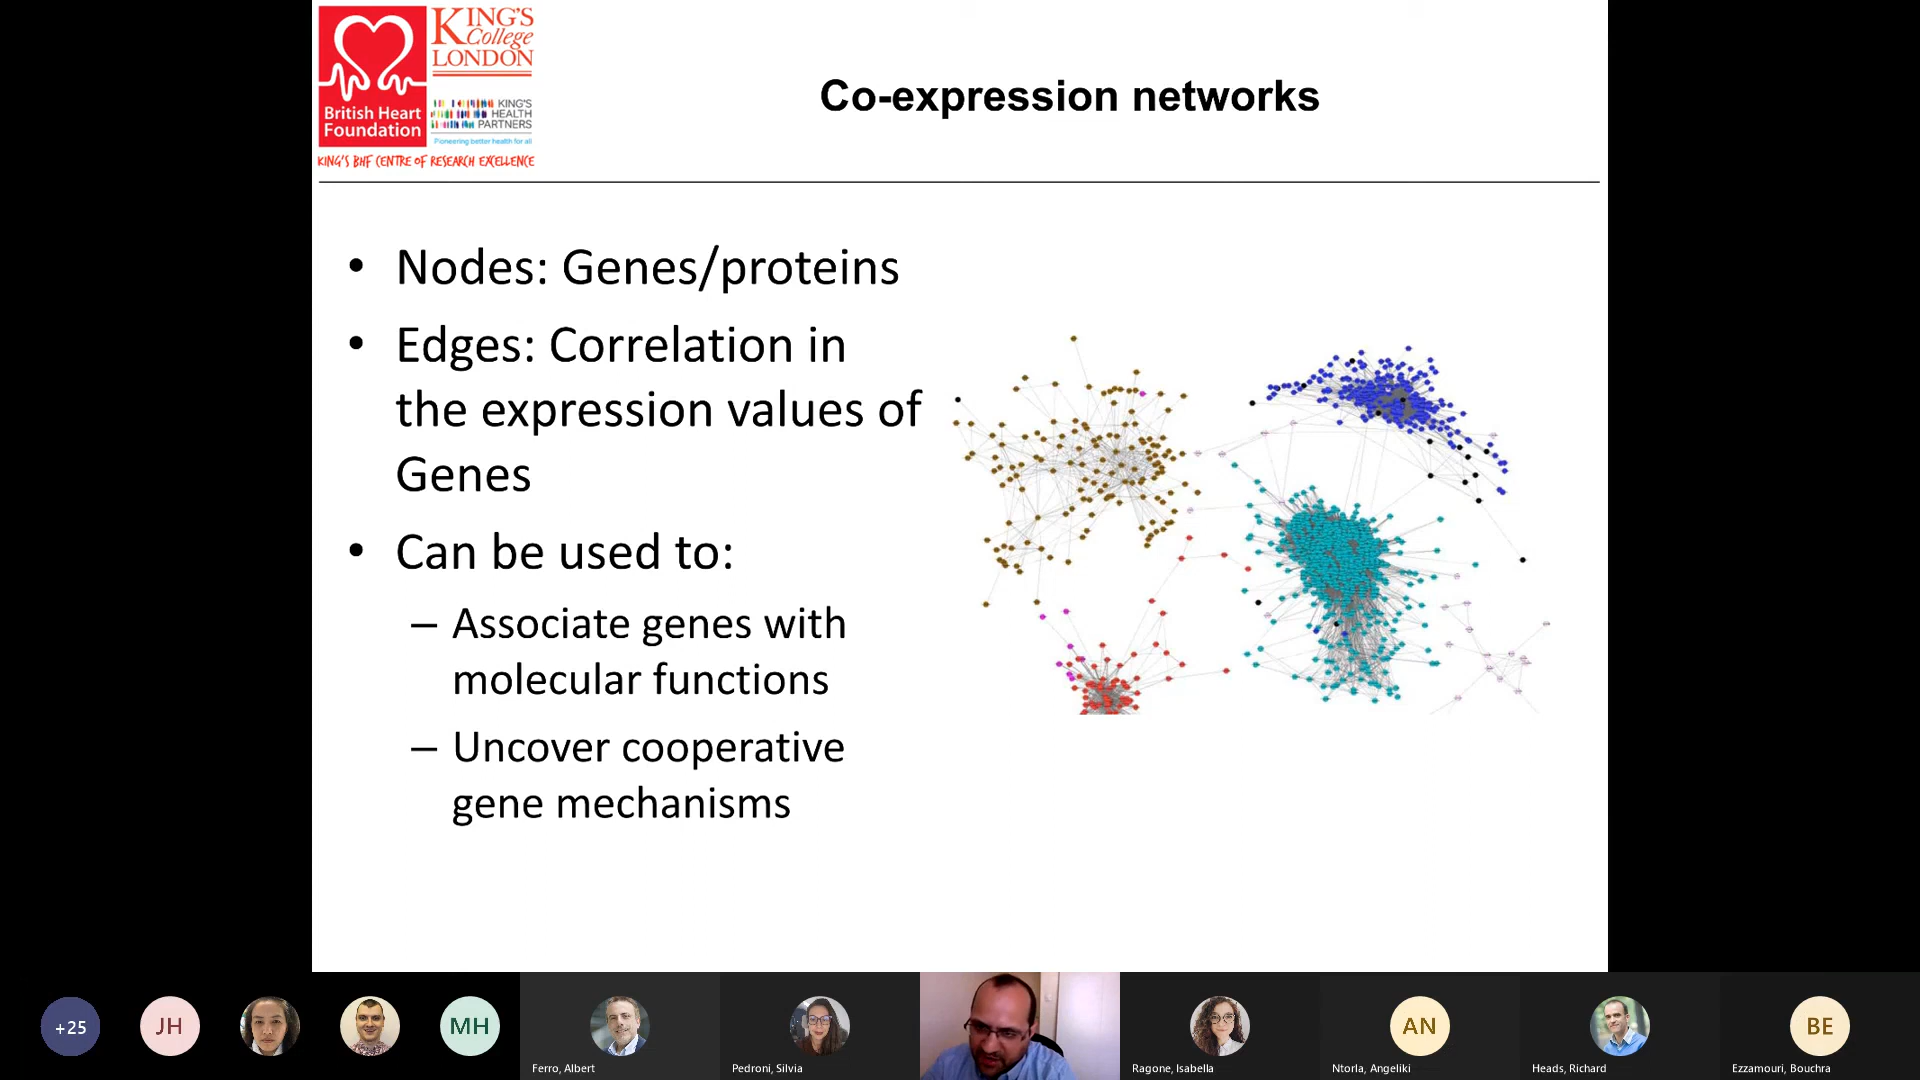 British Heart
Foundation
KING'S
College
LONDON
KING'S
HEALTH
PARTNERS
Pioneering better health for all
KING'S BHF CENTRE OF RESEARCH EXCELLENCE
Co-expression networks
• Nodes: Genes/proteins
• Edges: Correlation in
the expression values of
Genes
• Can be used to:
– Associate genes with
molecular functions
– Uncover cooperative
gene mechanisms
+25
JH
MH
Ferro, Albert
Pedroni, Silvia
Ragone, Isabella
AN
Ntorla, Angeliki
Heads, Richard
BE
Ezzamouri, Bouchra